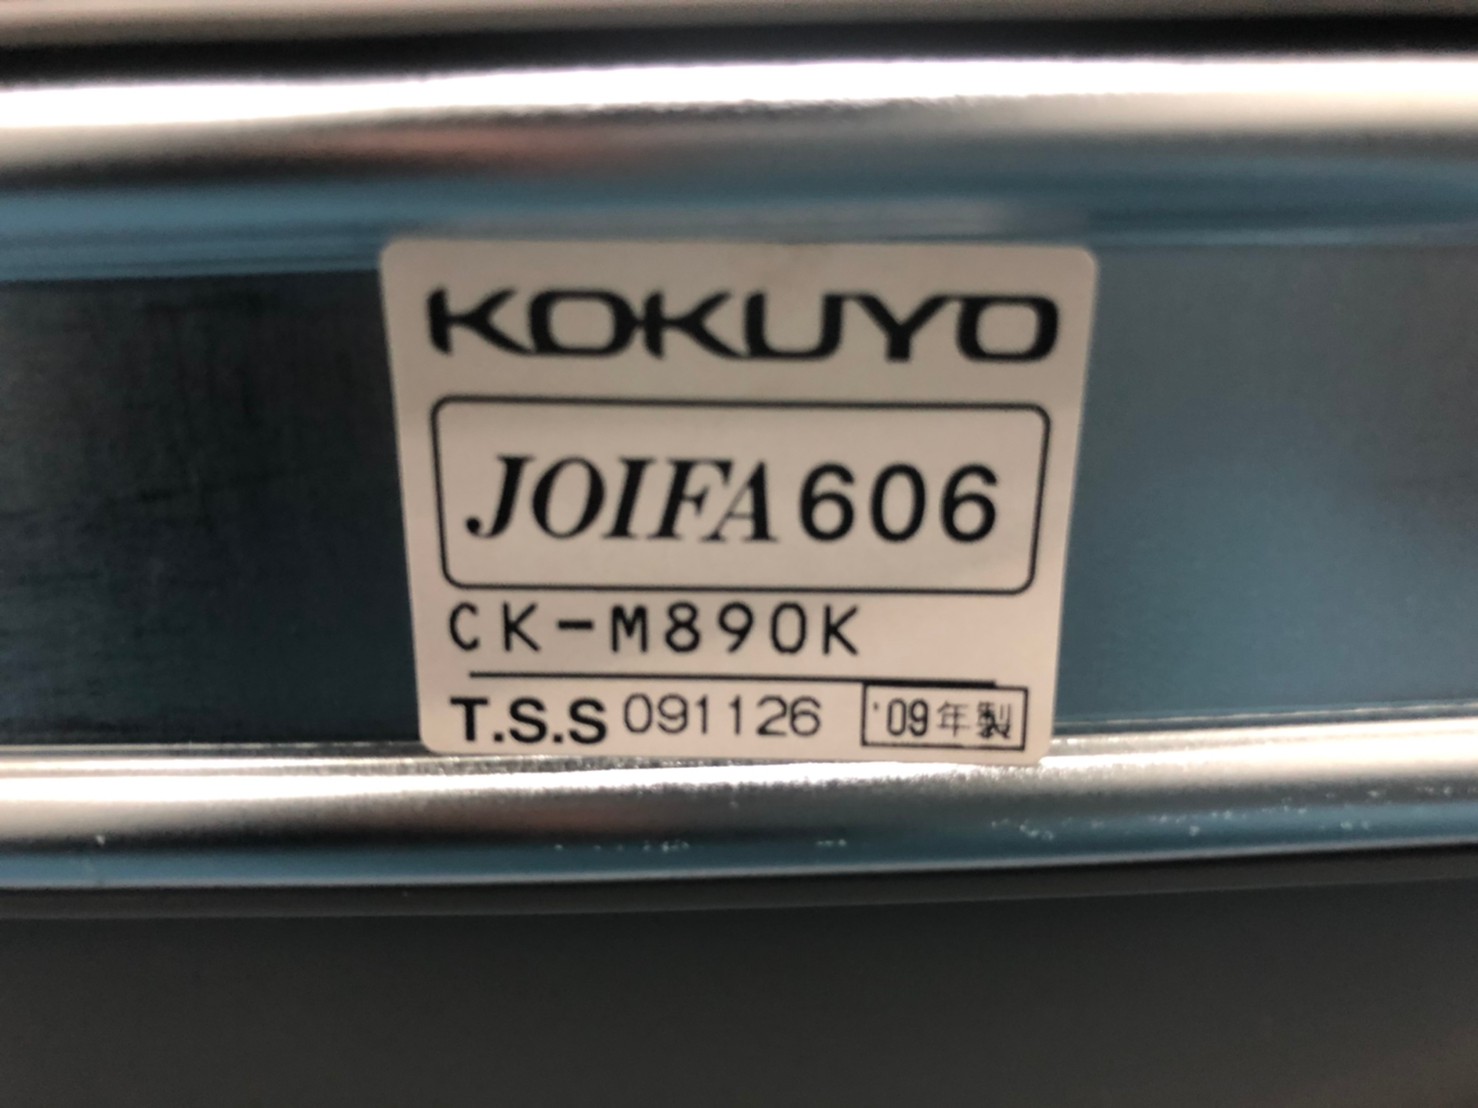 KOKUYO
JOIFA606
CK-M890K
T.S.S 091126 '09年製